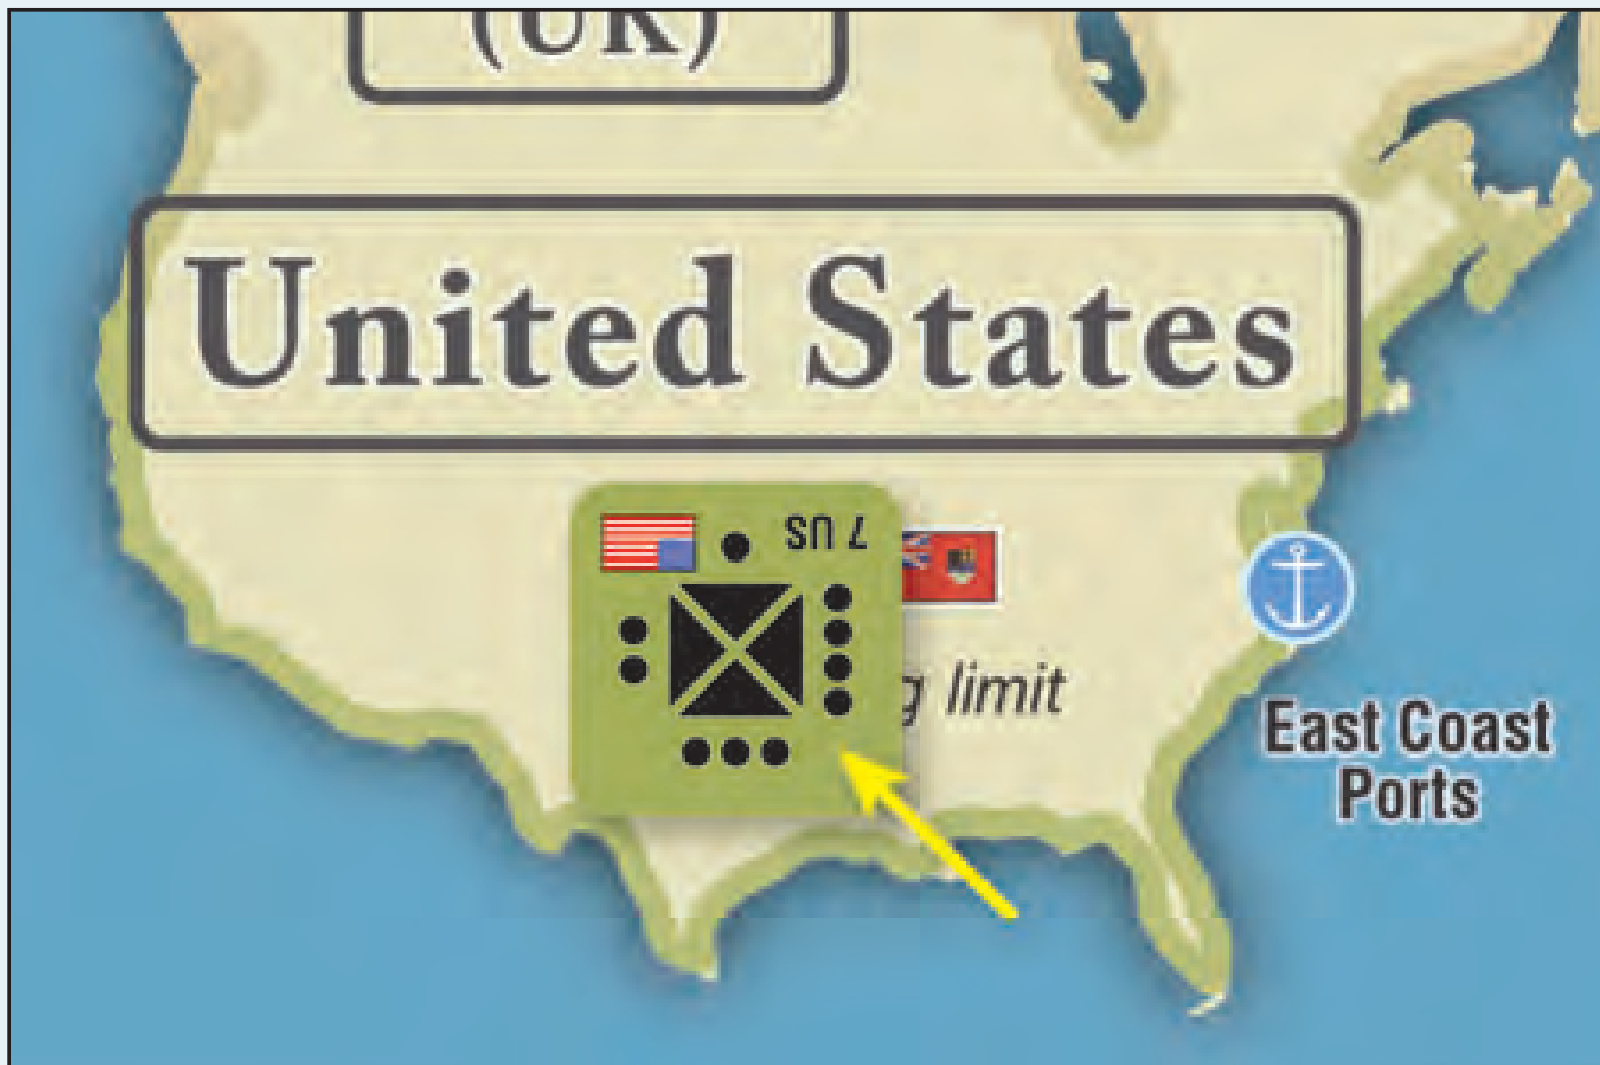 (UK)
United States
7 US
limit
East Coast
Ports